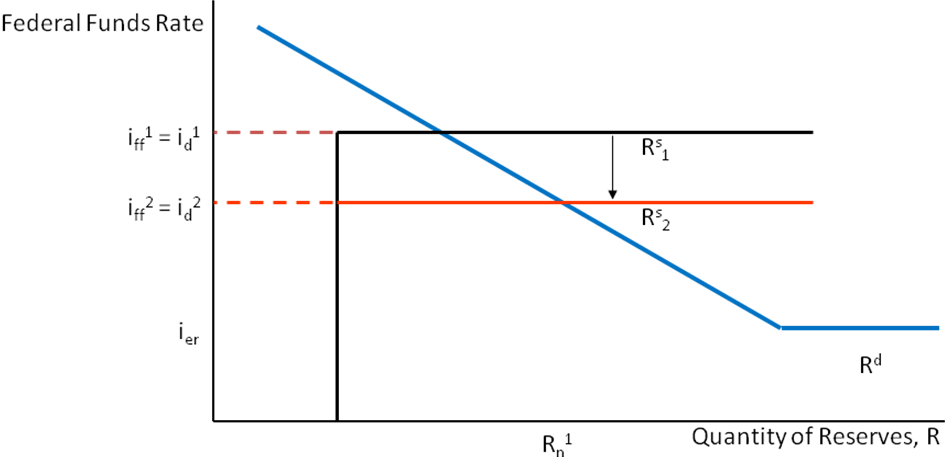 Federal Funds Rate
iff¹ = id¹
Rˢ₁
iff² = id²
Rˢ₂
ier
Rᵈ
Quantity of Reserves, R
Rn¹